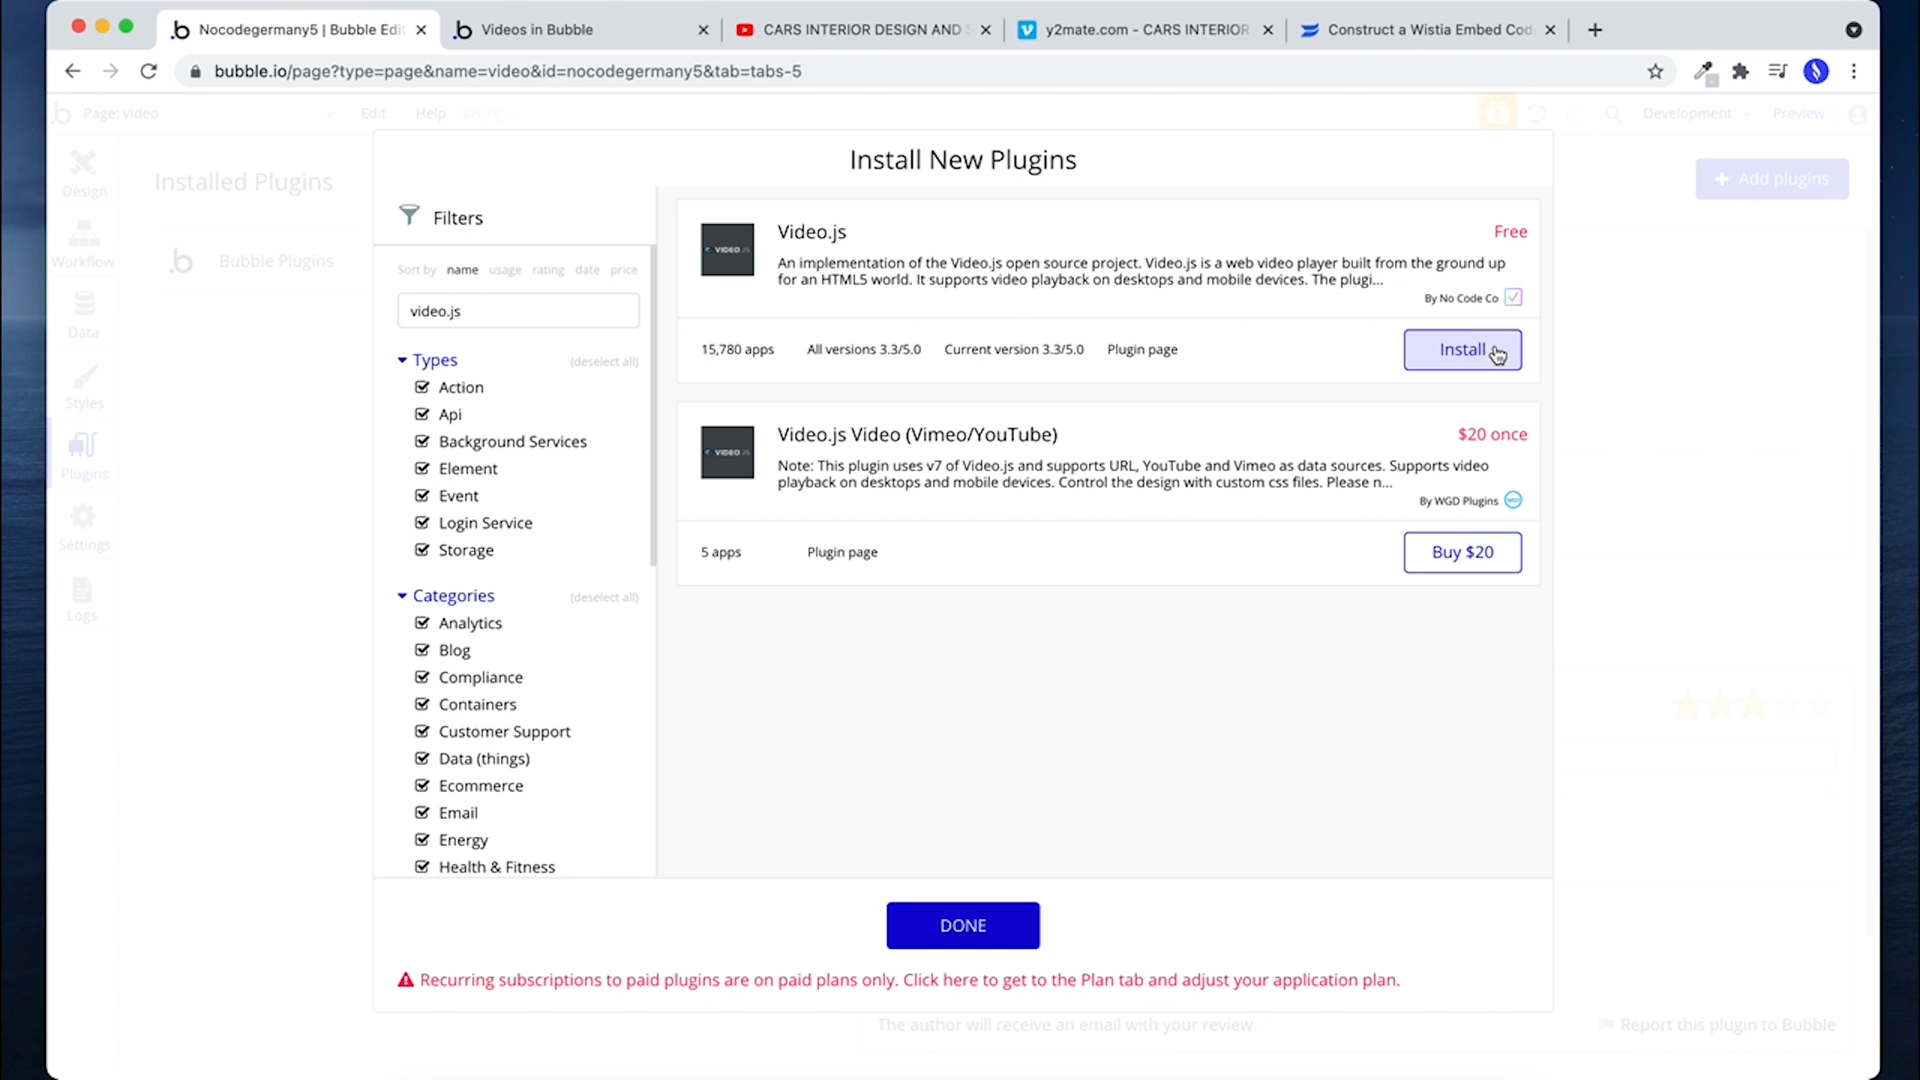 Nocodegermany5 | Bubble Edi
Videos in Bubble
CARS INTERIOR DESIGN AND S
y2mate.com - CARS INTERIOR
Construct a Wistia Embed Cod
bubble.io/page?type=page&name=video&id=nocodegermany5&tab=tabs-5
Page: video
Edit
Help
Saving
Development
Preview
Install New Plugins
Design
Workflow
Data
Styles
Plugins
Settings
Logs
Installed Plugins
Bubble Plugins
+ Add plugins
Filters
Sort by name usage rating date price
video.js
Types (deselect all)
Action
Api
Background Services
Element
Event
Login Service
Storage
Categories (deselect all)
Analytics
Blog
Compliance
Containers
Customer Support
Data (things)
Ecommerce
Email
Energy
Health & Fitness
VIDEO JS
Video.js
Free
An implementation of the Video.js open source project. Video.js is a web video player built from the ground up
for an HTML5 world. It supports video playback on desktops and mobile devices. The plugi...
By No Code Co
15,780 apps All versions 3.3/5.0 Current version 3.3/5.0 Plugin page
Install
VIDEO JS
Video.js Video (Vimeo/YouTube)
$20 once
Note: This plugin uses v7 of Video.js and supports URL, YouTube and Vimeo as data sources. Supports video
playback on desktops and mobile devices. Control the design with custom css files. Please n...
By WGD Plugins
5 apps Plugin page
Buy $20
DONE
Recurring subscriptions to paid plugins are on paid plans only. Click here to get to the Plan tab and adjust your application plan.
The author will receive an email with your review.
Report this plugin to Bubble